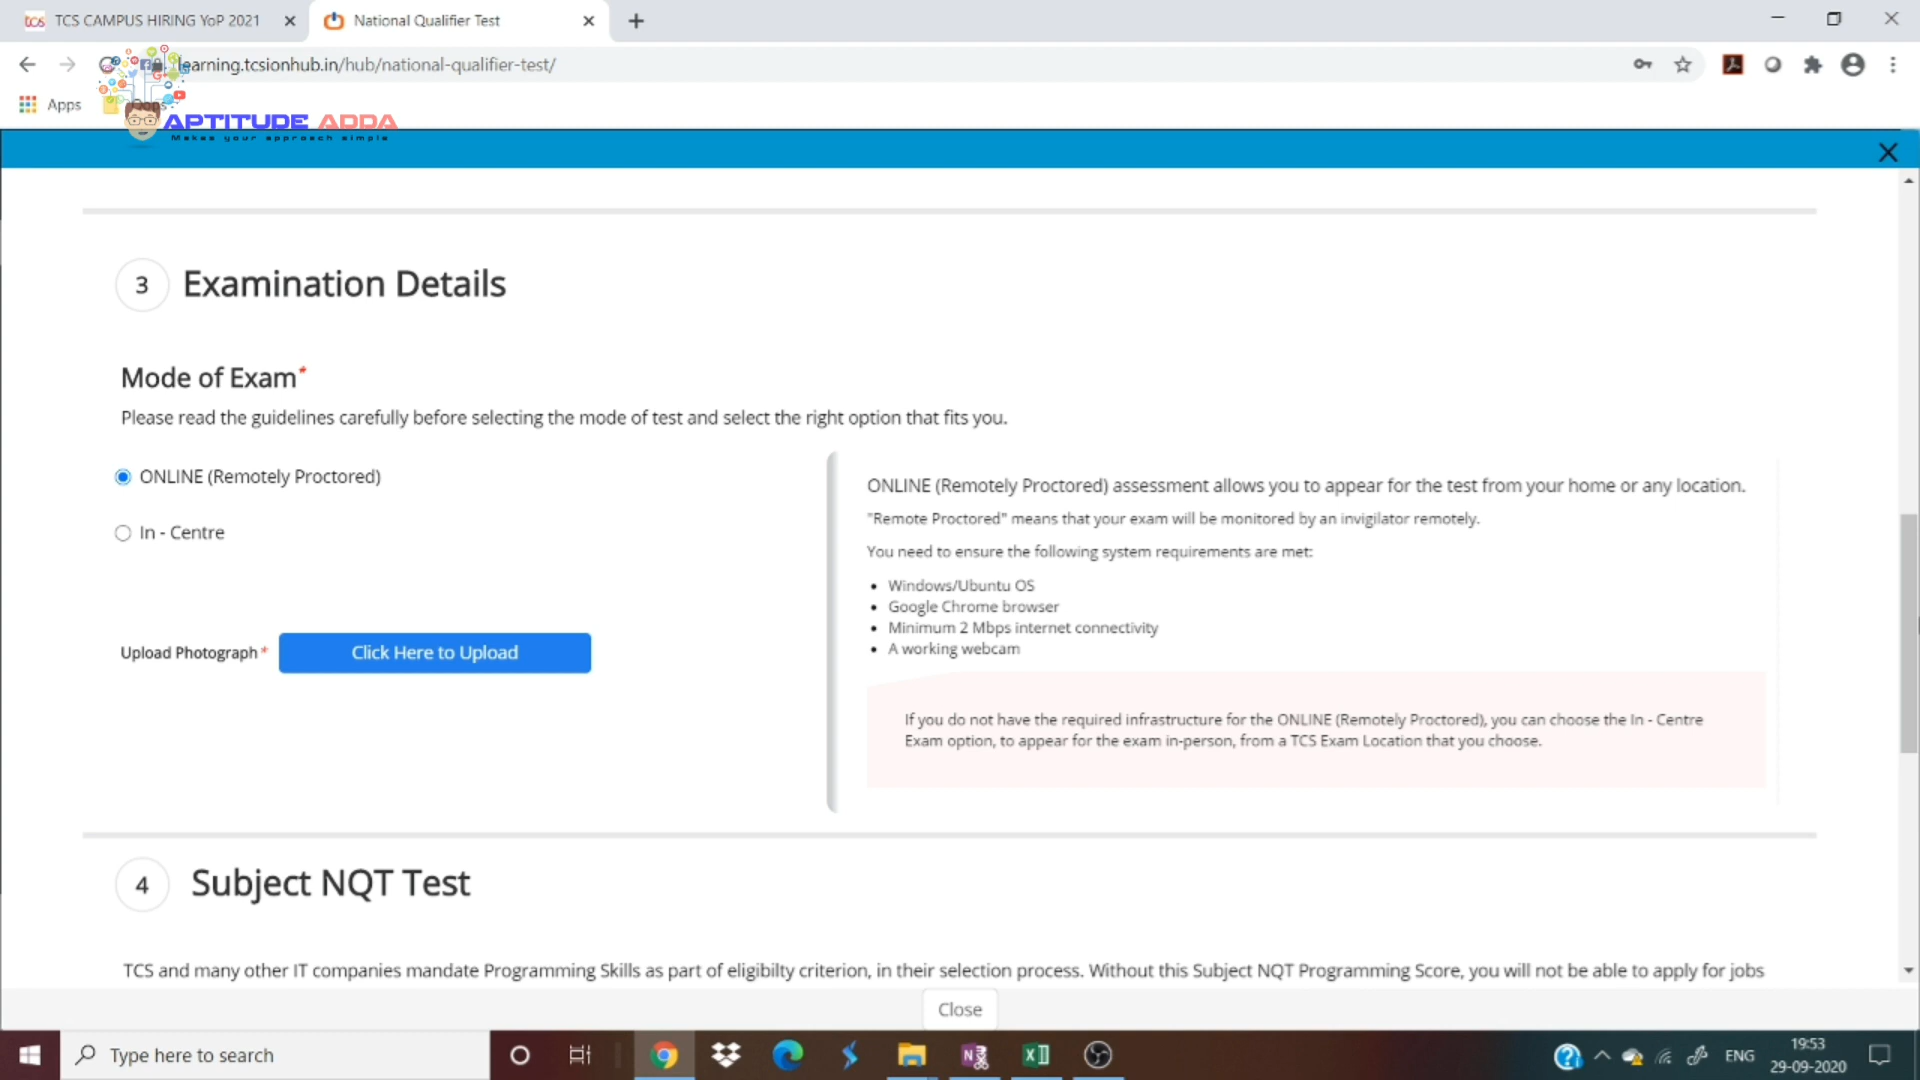 tcs TCS CAMPUS HIRING YoP 2021
National Qualifier Test
learning.tcsionhub.in/hub/national-qualifier-test/
Apps
APTITUDE ADDA
Makes your approach simple
3 Examination Details
Mode of Exam*
Please read the guidelines carefully before selecting the mode of test and select the right option that fits you.
ONLINE (Remotely Proctored)
In - Centre
Upload Photograph * Click Here to Upload
ONLINE (Remotely Proctored) assessment allows you to appear for the test from your home or any location.
"Remote Proctored" means that your exam will be monitored by an invigilator remotely.
You need to ensure the following system requirements are met:
• Windows/Ubuntu OS
• Google Chrome browser
• Minimum 2 Mbps internet connectivity
• A working webcam
If you do not have the required infrastructure for the ONLINE (Remotely Proctored), you can choose the In - Centre
Exam option, to appear for the exam in-person, from a TCS Exam Location that you choose.
4 Subject NQT Test
TCS and many other IT companies mandate Programming Skills as part of eligibilty criterion, in their selection process. Without this Subject NQT Programming Score, you will not be able to apply for jobs
Close
Type here to search
ENG
19:53
29-09-2020